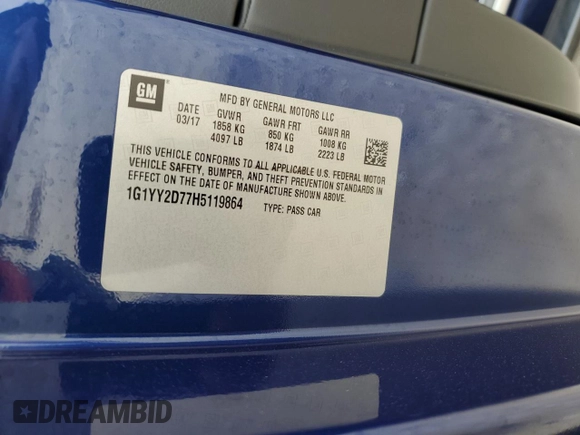 GM
MFD BY GENERAL MOTORS LLC
DATE GVWR GAWR FRT GAWR RR
03/17 1858 KG 850 KG 1008 KG
4097 LB 1874 LB 2223 LB
THIS VEHICLE CONFORMS TO ALL APPLICABLE U.S. FEDERAL MOTOR
VEHICLE SAFETY, BUMPER, AND THEFT PREVENTION STANDARDS IN
EFFECT ON THE DATE OF MANUFACTURE SHOWN ABOVE.
1G1YY2D77H5119864 TYPE: PASS CAR
DREAMBID